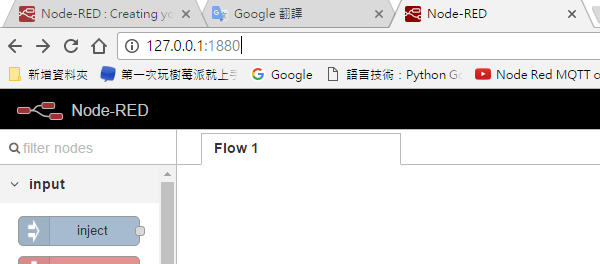 Node-RED : Creating yo
Google 翻譯
Node-RED
127.0.0.1:1880
新增資料夾
第一次玩樹莓派就上手
Google
語言技術：Python Go
Node Red MQTT o
Node-RED
filter nodes
Flow 1
input
inject